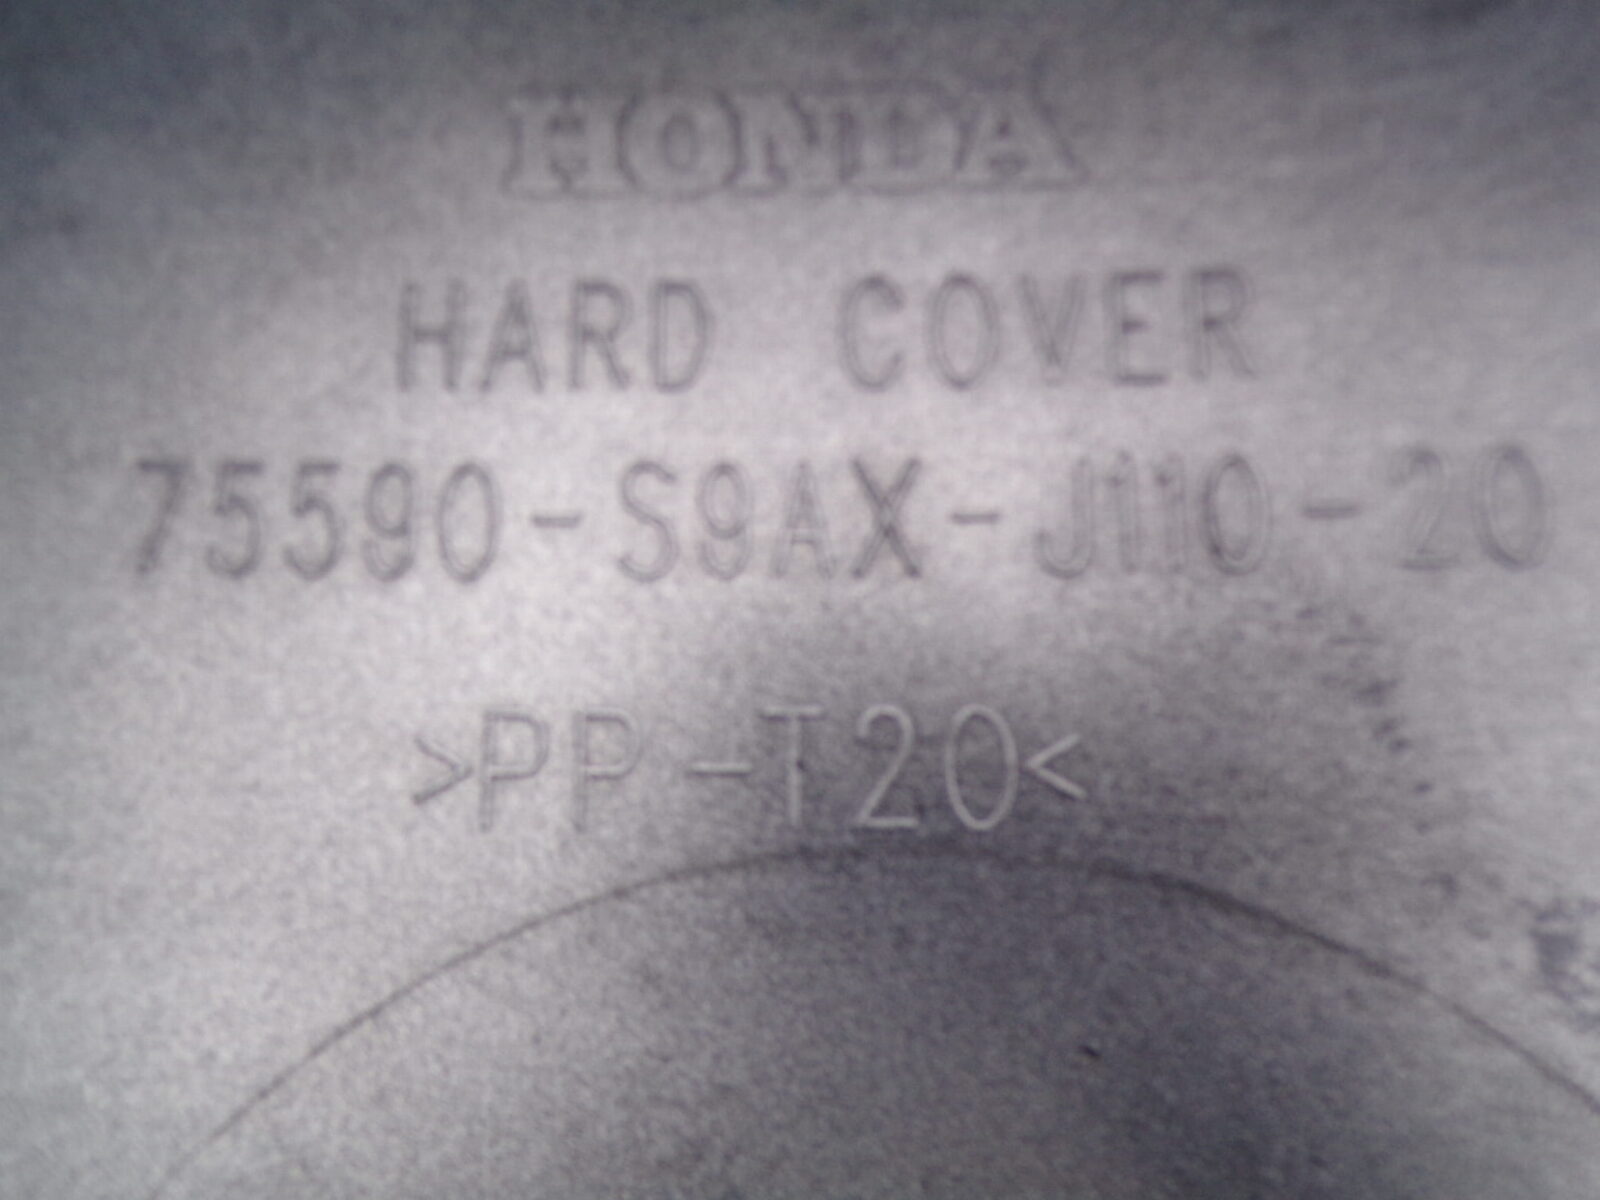 HONDA
HARD COVER
75590-S9AX-J110-20
>PP-T20<